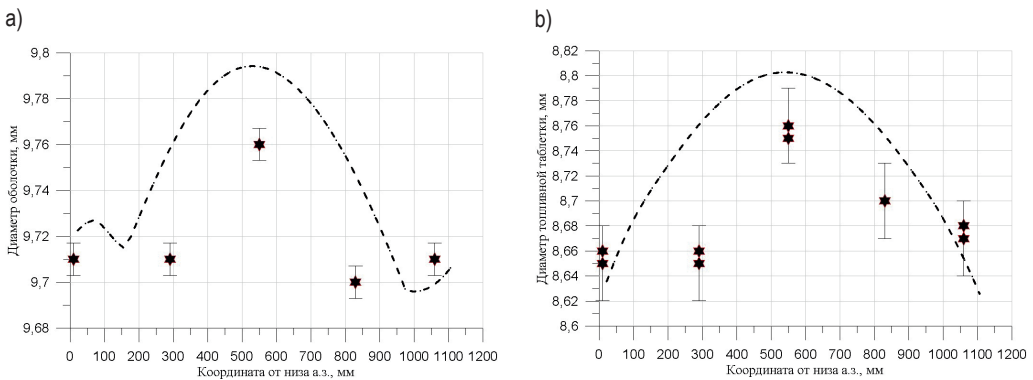 a)
9,8
9,78
9,76
9,74
9,72
9,7
9,68
Диаметр оболочки, мм
0 100 200 300 400 500 600 700 800 900 1000 1100 1200
Координата от низа а.з., мм
b)
8,82
8,8
8,78
8,76
8,74
8,72
8,7
8,68
8,66
8,64
8,62
8,6
Диаметр топливной таблетки, мм
0 100 200 300 400 500 600 700 800 900 1000 1100 1200
Координата от низа а.з., мм